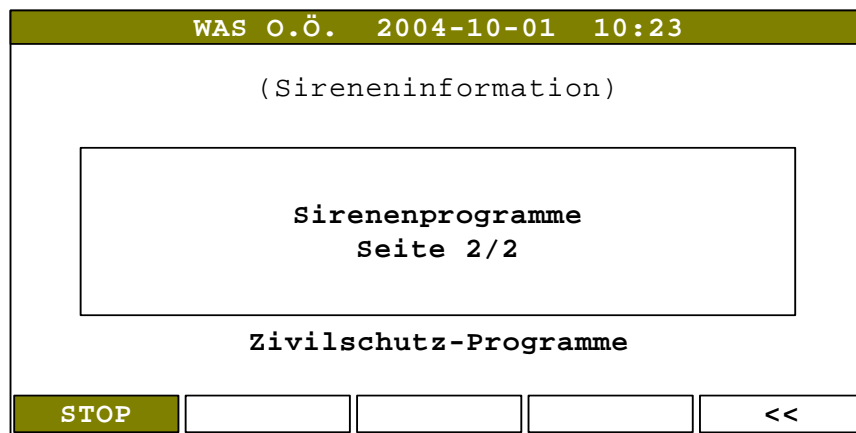 WAS O.Ö. 2004-10-01 10:23
(Sireneninformation)
Sirenenprogramme
Seite 2/2
Zivilschutz-Programme
STOP <<